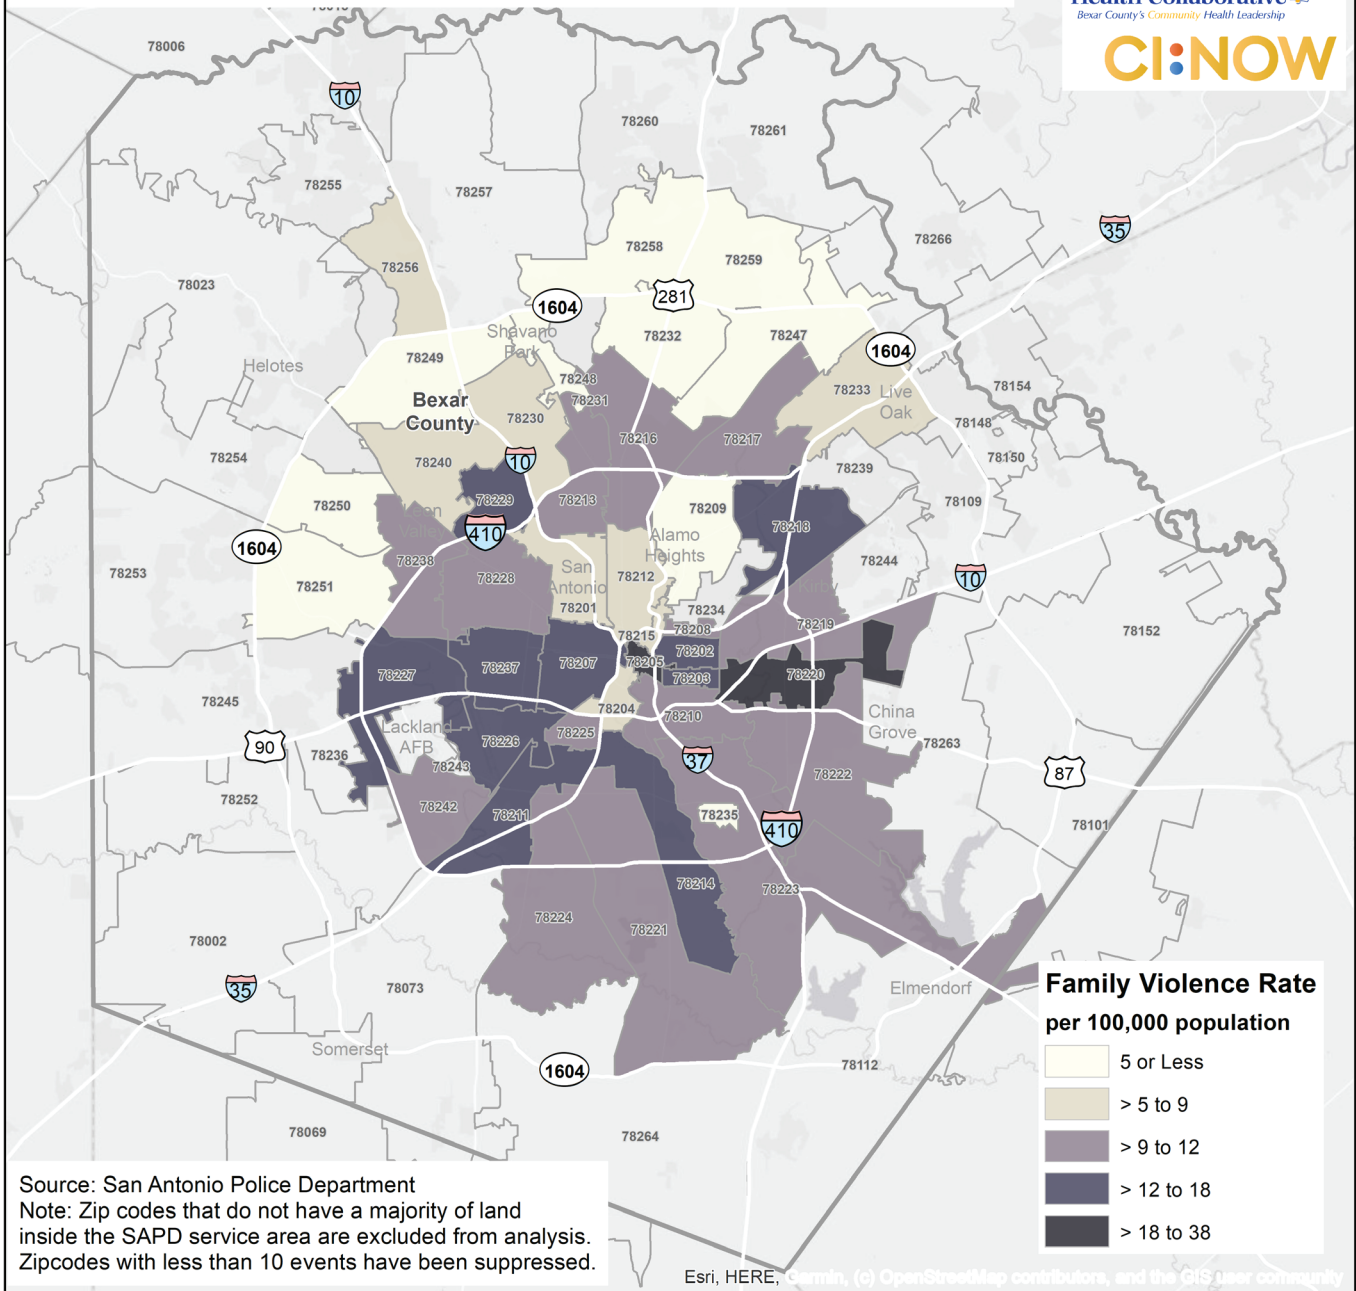 Health Collaborative
Bexar County's Community Health Leadership
CI:NOW
78006
10
78260
78261
78255
78257
35
78266
78258
78259
78256
78023
1604
281
Shavano
Park
78232
78247
1604
78249
Helotes
78248
78154
78233
Live
Oak
Bexar
County
78231
78230
78148
78216
78217
78254
78240
10
78150
78239
78229
78213
78109
78250
78209
Leon
Valley
410
78218
Alamo
Heights
1604
78238
78244
San
Antonio
78253
78228
78212
10
78251
Kirby
78201
78234
78219
78208
78152
78215
78202
78205
78207
78237
78227
78220
78203
78245
78204
78210
China
Grove
Lackland
AFB
78225
78226
90
78236
78263
37
78243
87
78222
78252
78242
78211
78235
410
78101
78214
78223
78224
78221
78002
35
78073
Elmendorf
Somerset
1604
78112
78069
78264
Family Violence Rate
per 100,000 population
5 or Less
> 5 to 9
> 9 to 12
> 12 to 18
> 18 to 38
Source: San Antonio Police Department
Note: Zip codes that do not have a majority of land
inside the SAPD service area are excluded from analysis.
Zipcodes with less than 10 events have been suppressed.
Esri, HERE, Garmin, (c) OpenStreetMap contributors, and the GIS user community